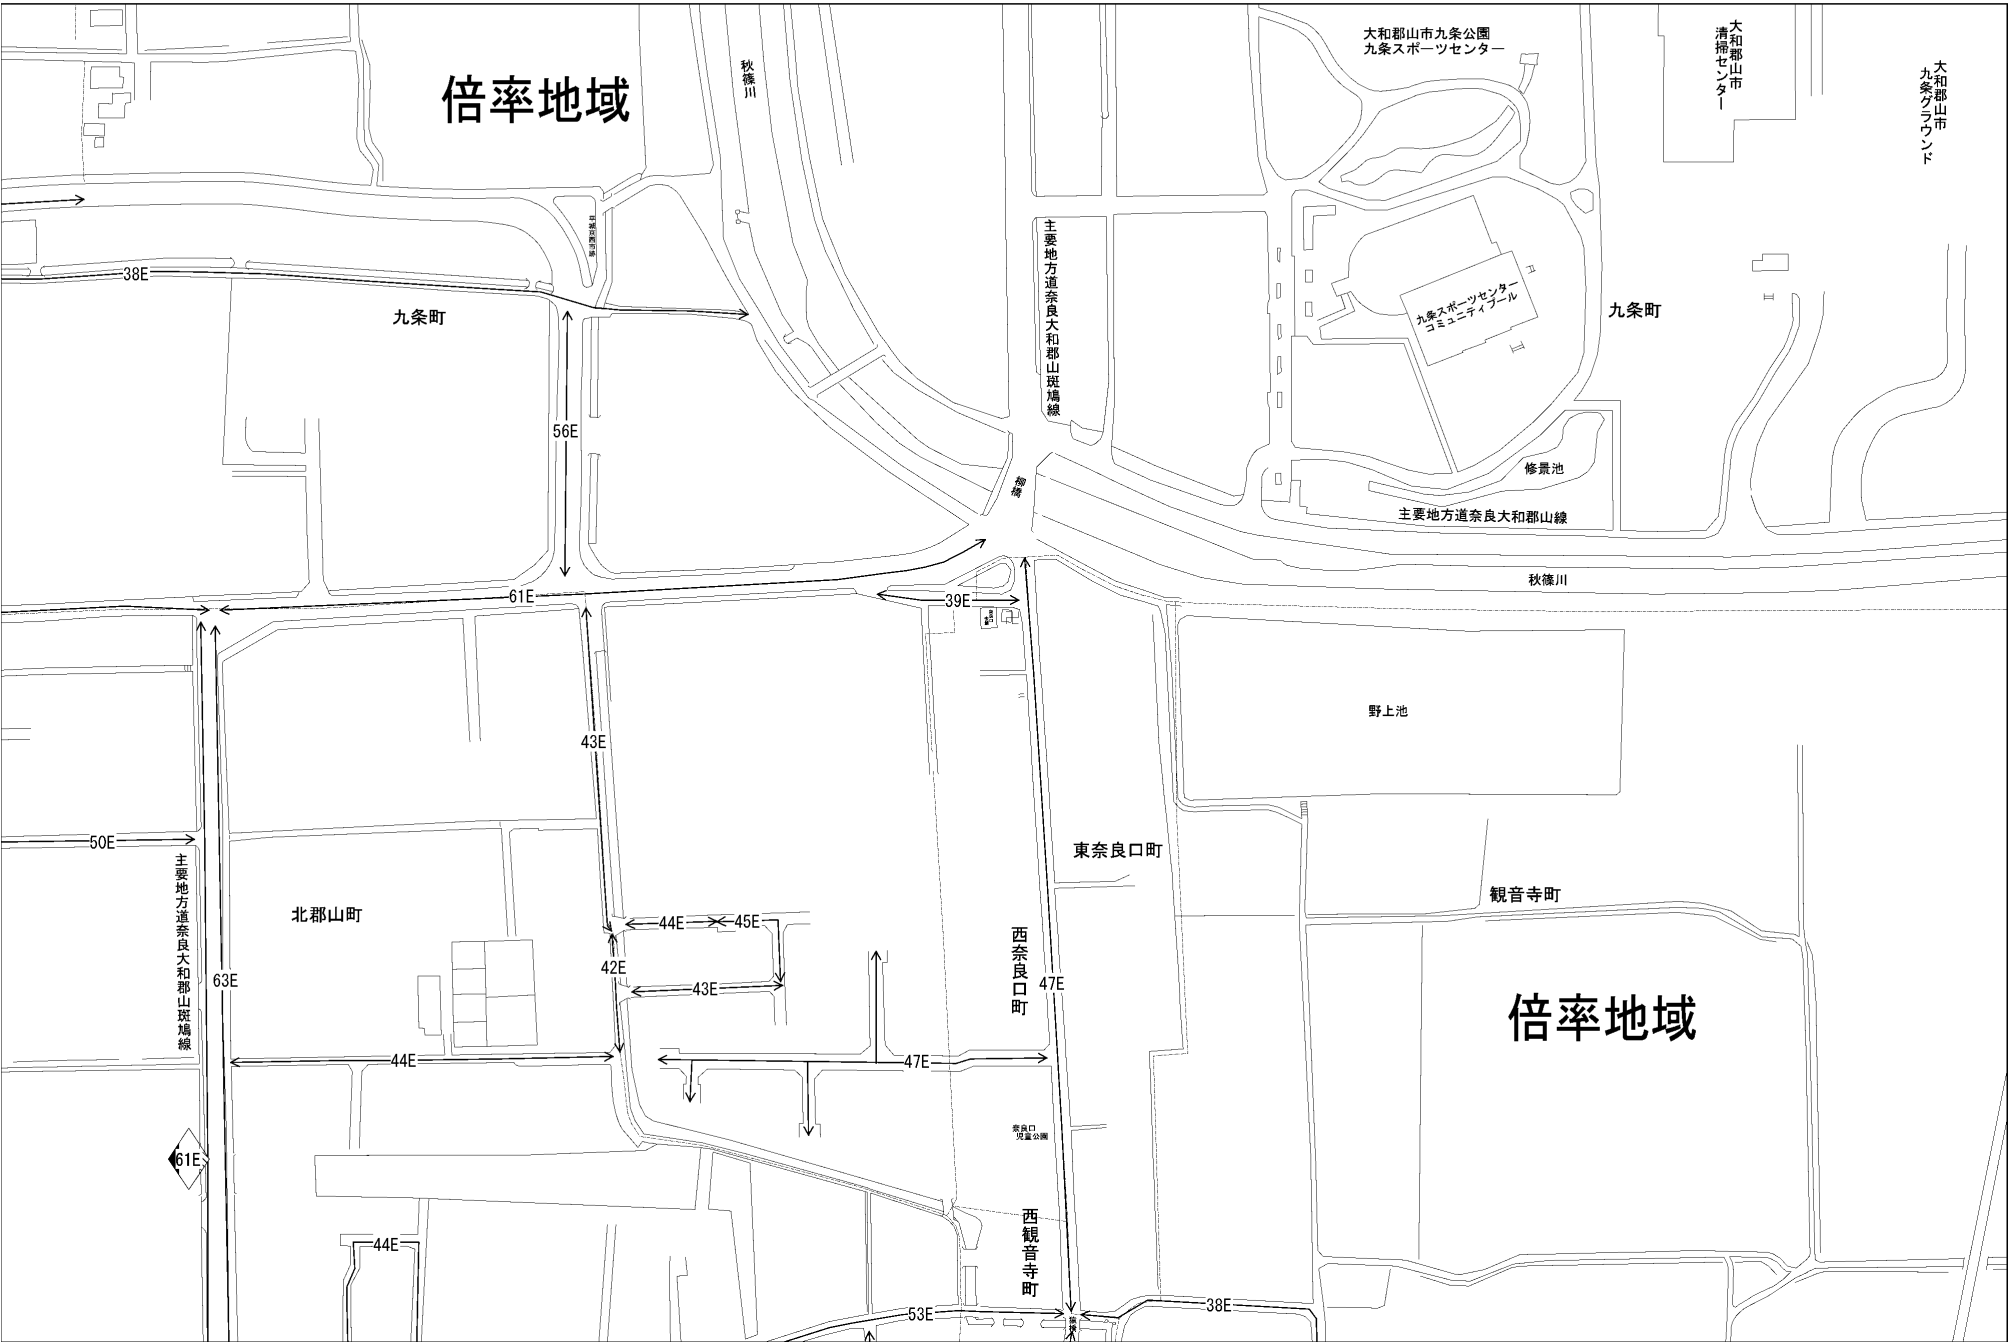 大和郡山市九条公園
九条スポーツセンター
大和郡山市
清掃センター
大和郡山市
九条グラウンド
倍率地域
秋篠川
平城京西市跡
主要地方道奈良大和郡山斑鳩線
38E
九条町
九条スポーツセンター
コミュニティプール
九条町
56E
修景池
柳橋
主要地方道奈良大和郡山線
秋篠川
61E
39E
野上池
43E
50E
東奈良口町
主要地方道奈良大和郡山斑鳩線
観音寺町
北郡山町
44E
45E
西奈良口町
42E
63E
43E
47E
倍率地域
44E
47E
奈良口
児童公園
61E
西観音寺町
44E
53E
38E